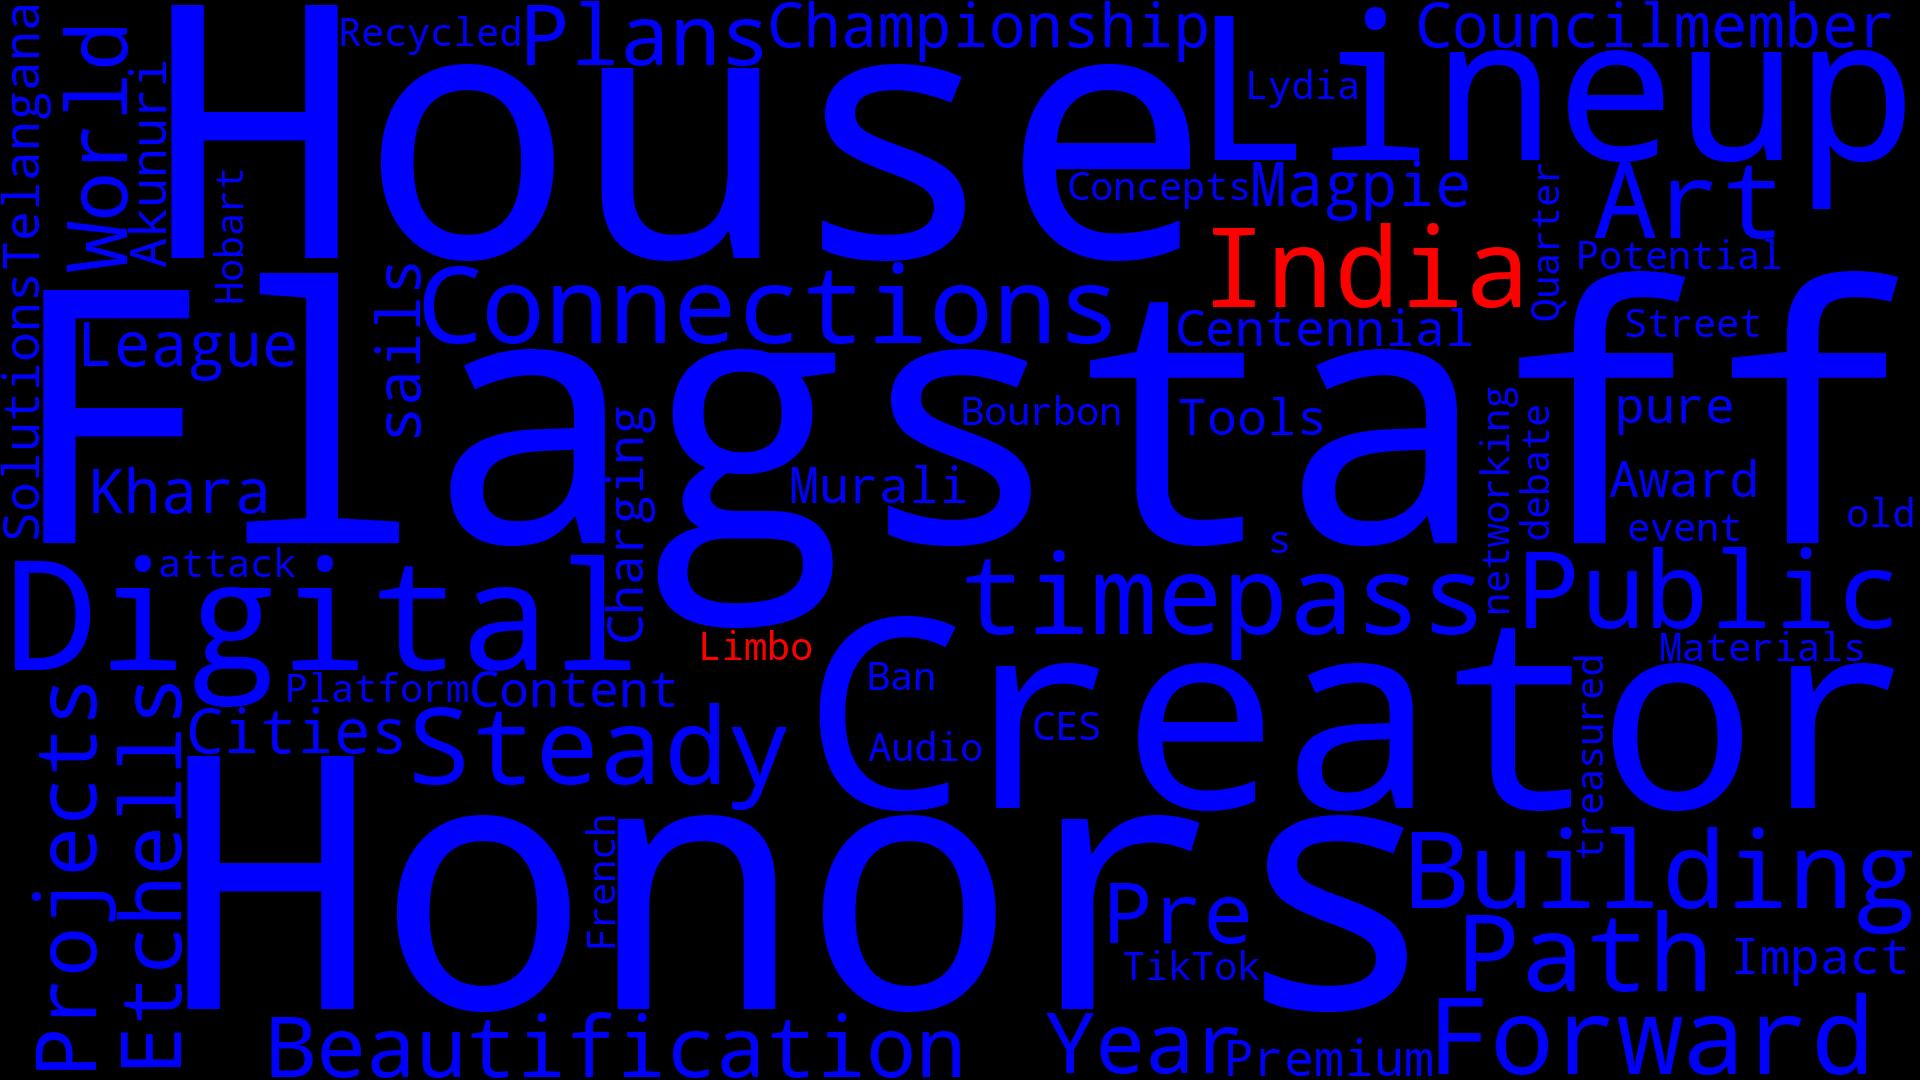 Telangana
World
Akunuri
House
Recycled
Plans
Championship
Lineup
Councilmember
Lydia
Hobart
Concepts
Magpie
Quarter
Art
India
Potential
Solutions
Flagstaff
League
sails
Connections
Centennial
Street
Khara
Charging
Bourbon
Tools
networking
debate
pure
Murali
Award
old
event
s
Digital
attack
timepass
Public
Limbo
Creator
Materials
Projects
Etchells
Platform
Content
Ban
treasured
Cities
Steady
Audio
CES
Honors
French
Building
Pre
TikTok
Path
Impact
Beautification
Year
Premium
Forward